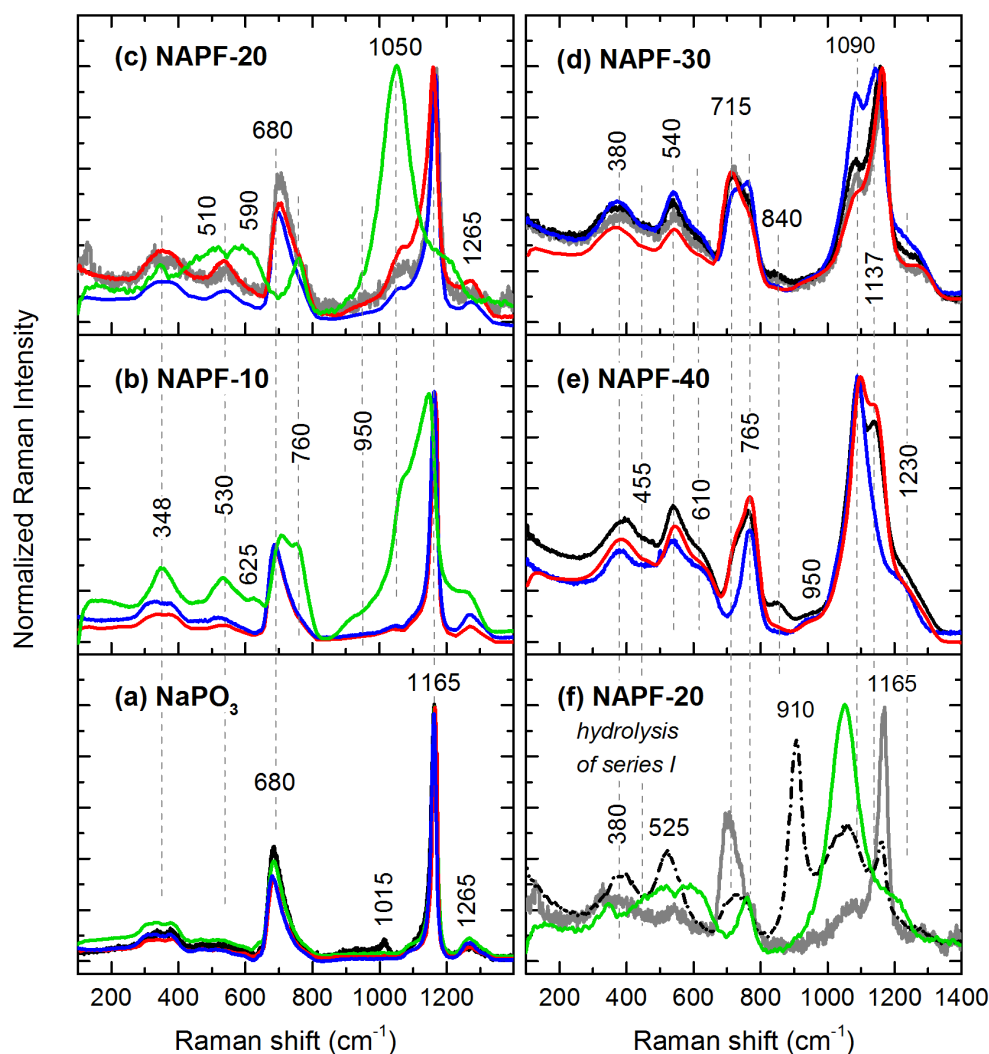 Normalized Raman Intensity
(c) NAPF-20
1050
680
510
590
1265
(d) NAPF-30
1090
715
380
540
840
1137
(b) NAPF-10
348
530
625
760
950
(e) NAPF-40
765
455
610
950
1230
(a) NaPO₃
1165
680
1015
1265
(f) NAPF-20
hydrolysis
of series I
1165
910
380
525
200 400 600 800 1000 1200
200 400 600 800 1000 1200 1400
Raman shift (cm⁻¹)
Raman shift (cm⁻¹)